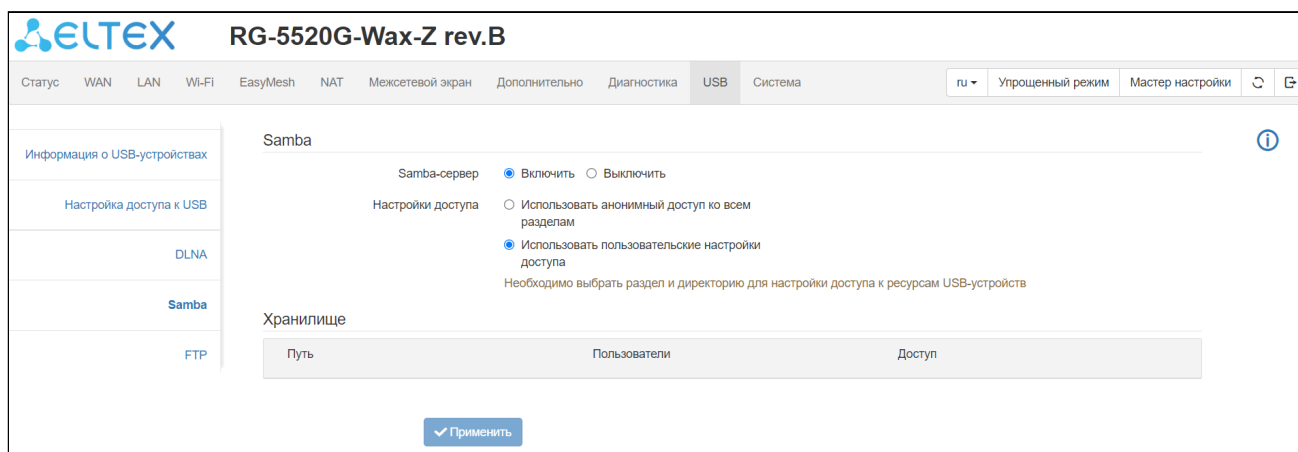 ELTEX RG-5520G-Wax-Z rev.B
Статус WAN LAN Wi-Fi EasyMesh NAT Межсетевой экран Дополнительно Диагностика USB Система ru Упрощенный режим Мастер настройки
Информация о USB-устройствах
Настройка доступа к USB
DLNA
Samba
FTP
Samba
Samba-сервер Включить Выключить
Настройки доступа Использовать анонимный доступ ко всем
разделам
Использовать пользовательские настройки
доступа
Необходимо выбрать раздел и директорию для настройки доступа к ресурсам USB-устройств
Хранилище
Путь Пользователи Доступ
Применить